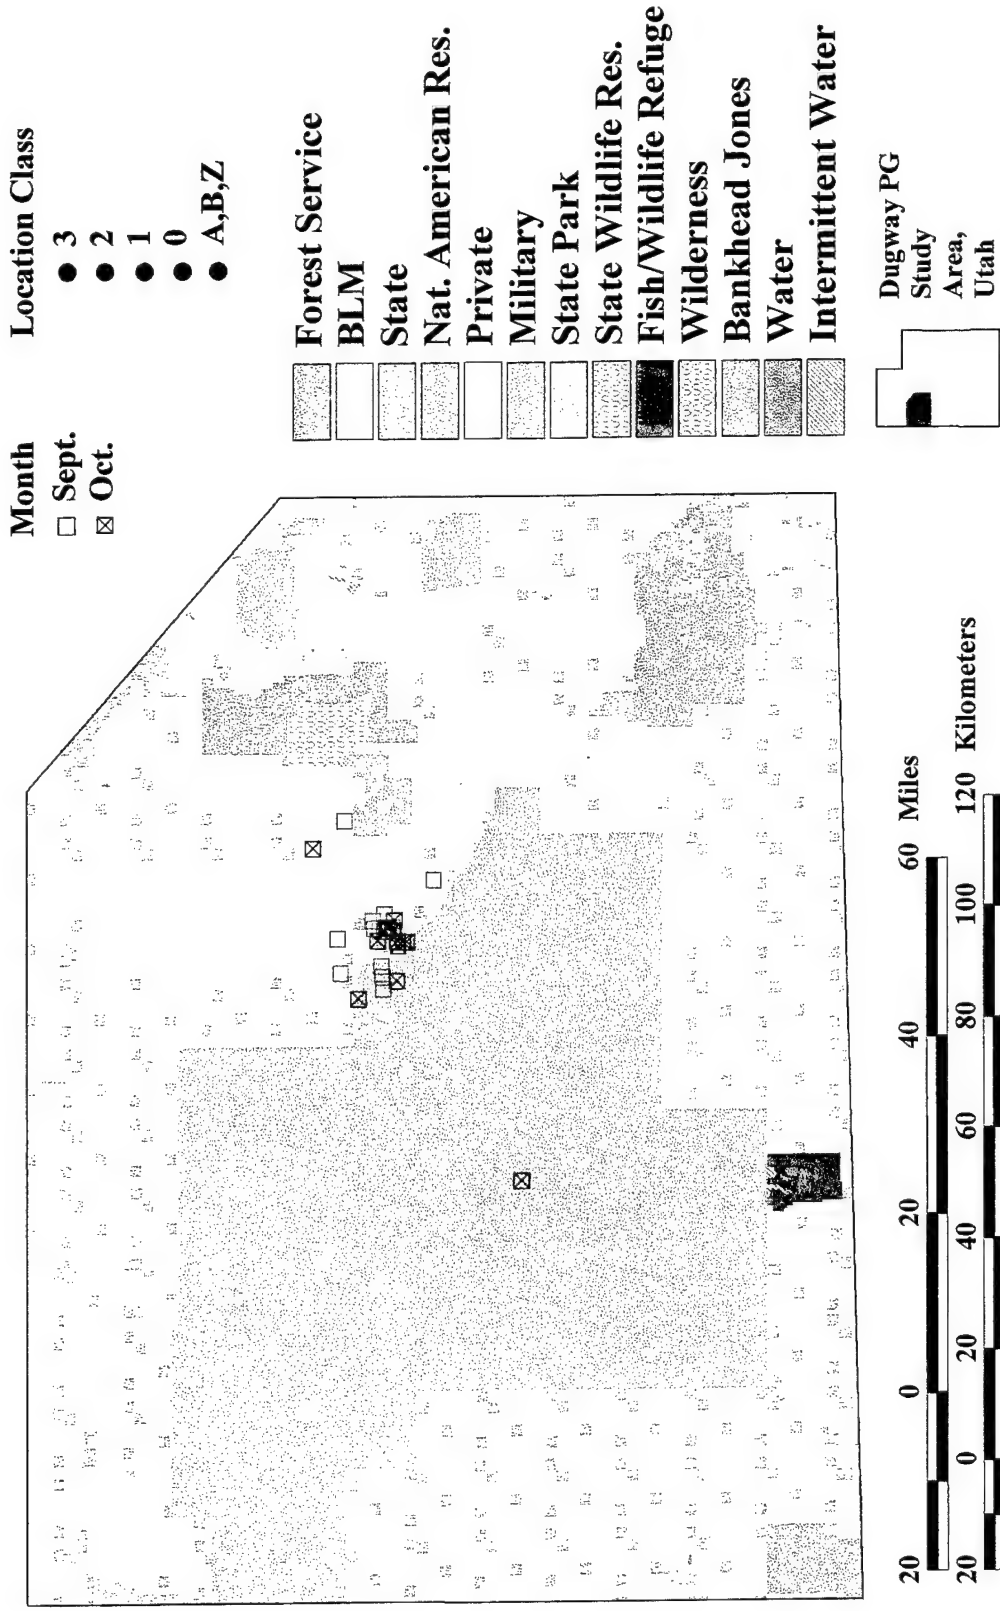 Month
Sept.
Oct.
Location Class
3
2
1
0
A,B,Z
Forest Service
BLM
State
Nat. American Res.
Private
Military
State Park
State Wildlife Res.
Fish/Wildlife Refuge
Wilderness
Bankhead Jones
Water
Intermittent Water
Dugway PG
Study
Area,
Utah
20 0 20 40 60 Miles
20 0 20 40 60 80 100 120 Kilometers